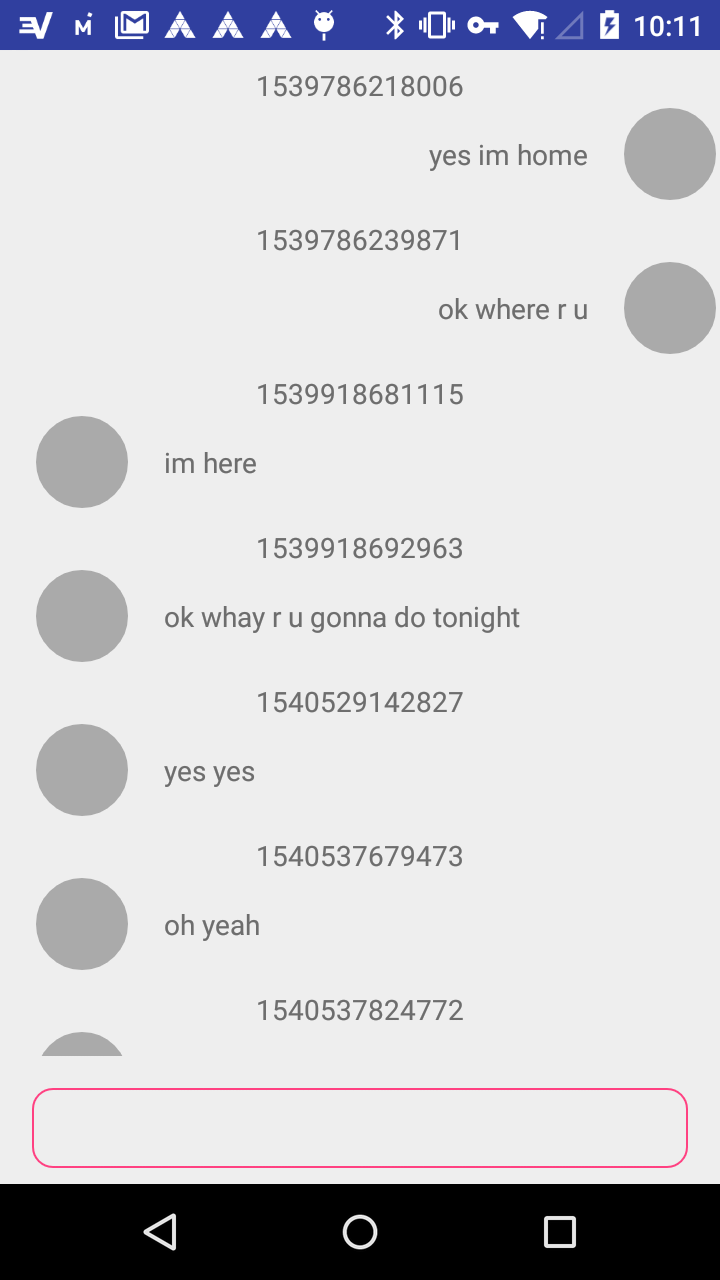 10:11
1539786218006
yes im home
1539786239871
ok where r u
1539918681115
im here
1539918692963
ok whay r u gonna do tonight
1540529142827
yes yes
1540537679473
oh yeah
1540537824772